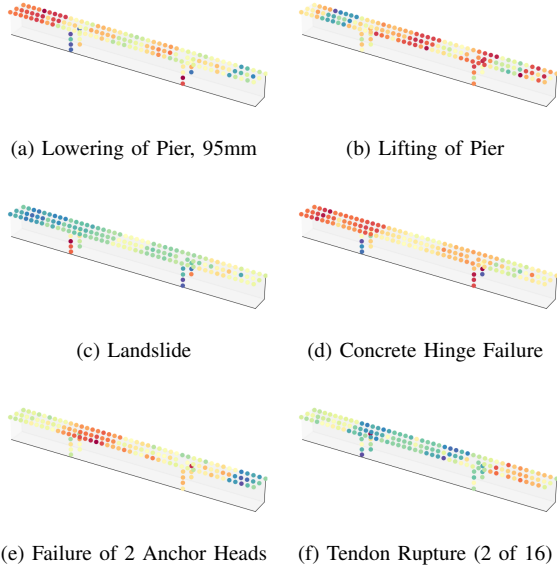 (a) Lowering of Pier, 95mm
(b) Lifting of Pier
(c) Landslide
(d) Concrete Hinge Failure
(e) Failure of 2 Anchor Heads
(f) Tendon Rupture (2 of 16)